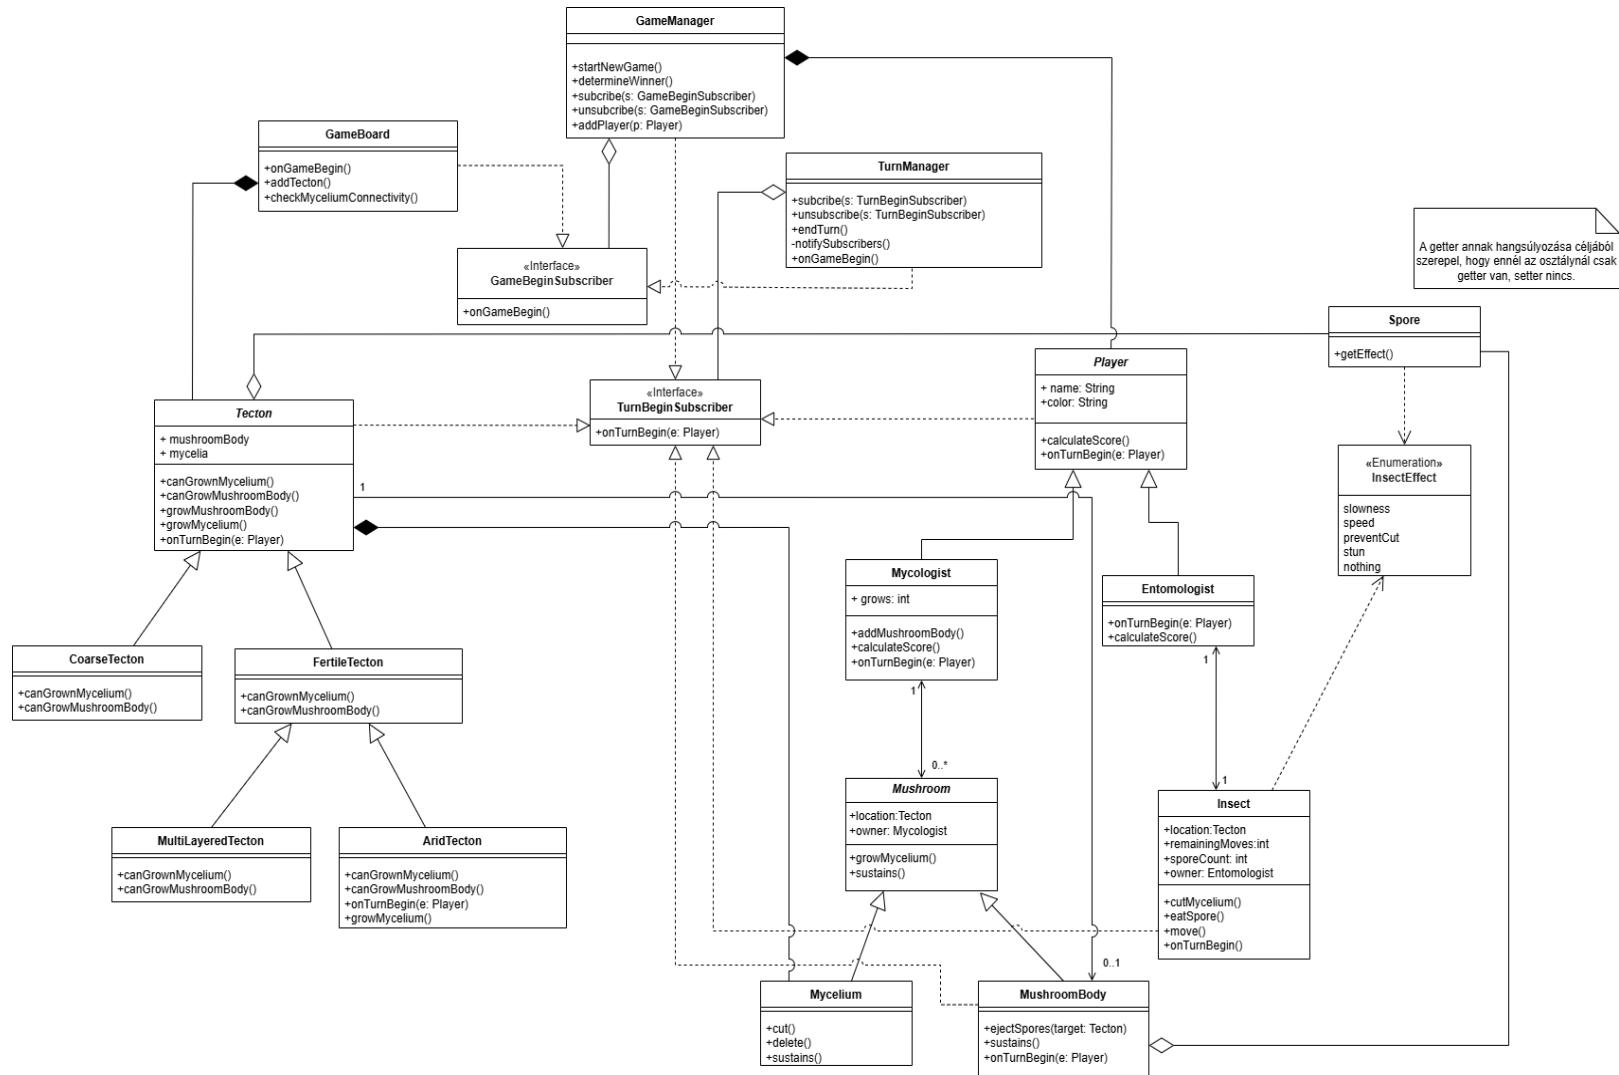 GameManager
+startNewGame()
+determineWinner()
+subcribe(s: GameBeginSubscriber)
+unsubcribe(s: GameBeginSubscriber)
+addPlayer(p: Player)
GameBoard
+onGameBegin()
+addTecton()
+checkMyceliumConnectivity()
TurnManager
+subcribe(s: TurnBeginSubscriber)
+unsubscribe(s: TurnBeginSubscriber)
+endTurn()
-notifySubscribers()
+onGameBegin()
«Interface»
GameBeginSubscriber
+onGameBegin()
A getter annak hangsúlyozása céljából
szerepel, hogy ennél az osztálynál csak
getter van, setter nincs.
Spore
+getEffect()
Player
+ name: String
+color: String
+calculateScore()
+onTurnBegin(e: Player)
«Interface»
TurnBeginSubscriber
+onTurnBegin(e: Player)
Tecton
+ mushroomBody
+ mycelia
+canGrownMycelium()
+canGrowMushroomBody()
+growMushroomBody()
+growMycelium()
+onTurnBegin(e: Player)
1
«Enumeration»
InsectEffect
slowness
speed
preventCut
stun
nothing
Mycologist
+ grows: int
+addMushroomBody()
+calculateScore()
+onTurnBegin(e: Player)
1
0..*
Entomologist
+onTurnBegin(e: Player)
+calculateScore()
1
1
CoarseTecton
+canGrownMycelium()
+canGrowMushroomBody()
FertileTecton
+canGrownMycelium()
+canGrowMushroomBody()
MultiLayeredTecton
+canGrownMycelium()
+canGrowMushroomBody()
AridTecton
+canGrownMycelium()
+canGrowMushroomBody()
+onTurnBegin(e: Player)
+growMycelium()
Mushroom
+location:Tecton
+owner: Mycologist
+growMycelium()
+sustains()
Insect
+location:Tecton
+remainingMoves:int
+sporeCount: int
+owner: Entomologist
+cutMycelium()
+eatSpore()
+move()
+onTurnBegin()
0..1
Mycelium
+cut()
+delete()
+sustains()
MushroomBody
+ejectSpores(target: Tecton)
+sustains()
+onTurnBegin(e: Player)